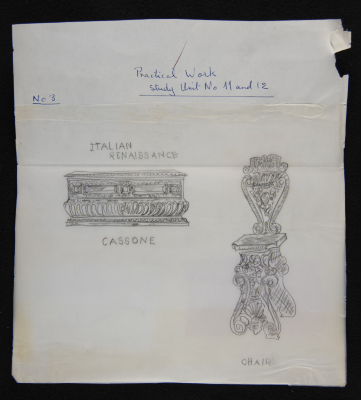 Practical Work
Study Unit No 11 and 12
No 3
ITALIAN
RENAISSANCE
CASSONE
CHAIR